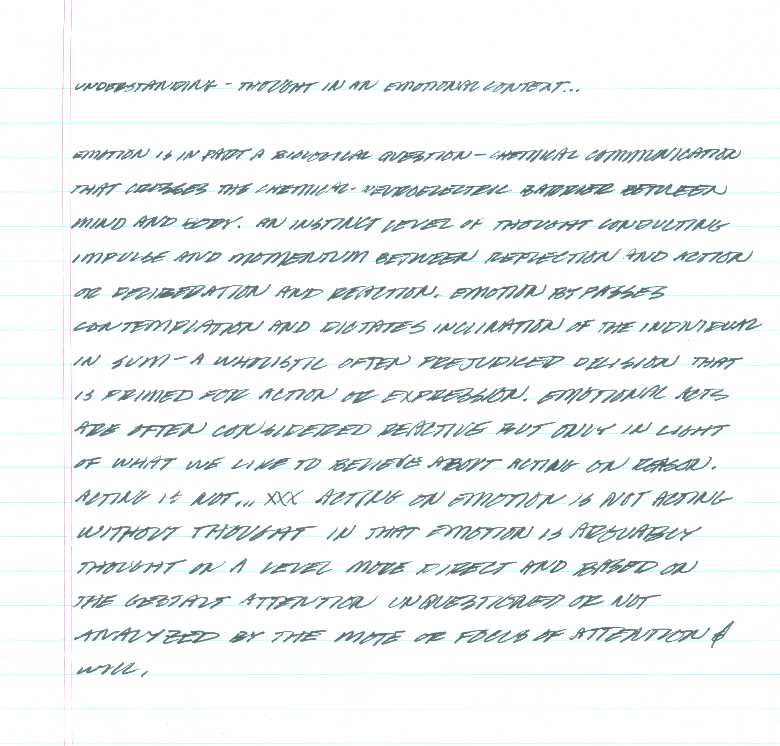 UNDERSTANDING - THOUGHT IN AN EMOTIONAL CONTEXT...
EMOTION IS IN PART A BIOLOGICAL QUESTION - CHEMICAL COMMUNICATION
THAT CROSSES THE CHEMICAL-NEUROELECTRIC BARRIER BETWEEN
MIND AND BODY. AN INSTINCT LEVEL OF THOUGHT CONDUCTING
IMPULSE AND MOMENTUM BETWEEN REFLECTION AND ACTION
OR DELIBERATION AND REACTION. EMOTION BYPASSES
CONTEMPLATION AND DICTATES INCLINATION OF THE INDIVIDUAL
IN SUM - A WHOLISTIC OFTEN PREJUDICED DECISION THAT
IS PRIMED FOR ACTION OR EXPRESSION. EMOTIONAL ACTS
ARE OFTEN CONSIDERED REACTIVE BUT ONLY IN LIGHT
OF WHAT WE LIKE TO BELIEVE ABOUT ACTING ON REASON.
ACTING IS NOT... XXX ACTING ON EMOTION IS NOT ACTING
WITHOUT THOUGHT IN THAT EMOTION IS ARGUABLY
THOUGHT ON A LEVEL MORE DIRECT AND BASED ON
THE GESTALT ATTENTION UNQUESTIONED OR NOT
ANALYZED BY THE MOTE OR FOCUS OF ATTENTION &
WILL.